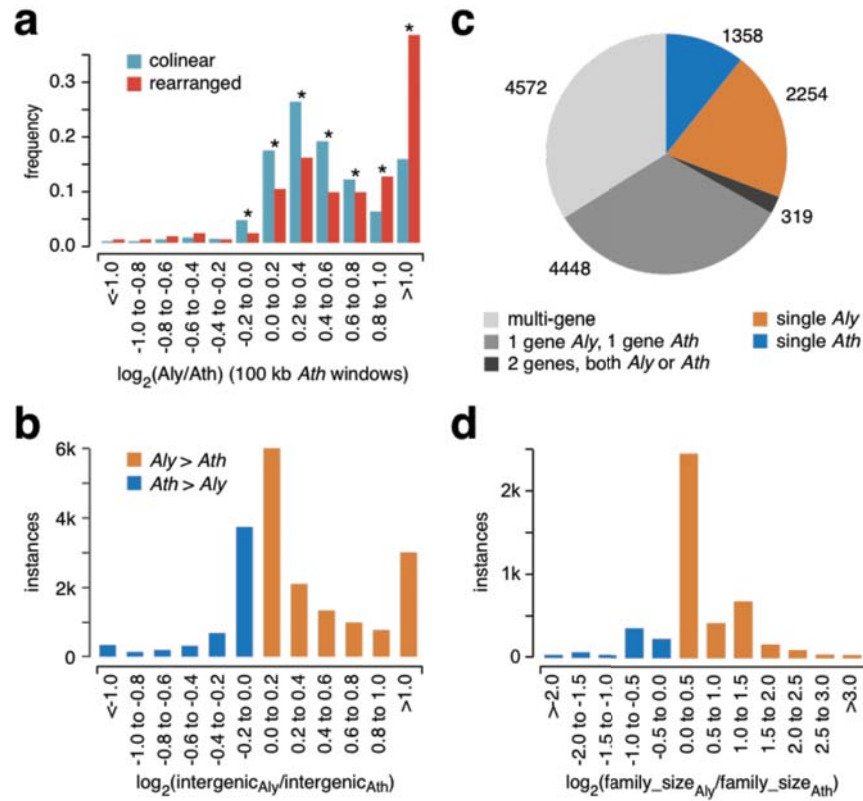 a
colinear
rearranged
frequency
0.3
0.2
0.1
0.0
* * * * * * *
<-1.0
-1.0 to -0.8
-0.8 to -0.6
-0.6 to -0.4
-0.4 to -0.2
-0.2 to 0.0
0.0 to 0.2
0.2 to 0.4
0.4 to 0.6
0.6 to 0.8
0.8 to 1.0
>1.0
log2(Aly/Ath) (100 kb Ath windows)
c
1358
2254
319
4448
4572
multi-gene
1 gene Aly, 1 gene Ath
2 genes, both Aly or Ath
single Aly
single Ath
b
Aly > Ath
Ath > Aly
instances
6k
4k
2k
0
<-1.0
-1.0 to -0.8
-0.8 to -0.6
-0.6 to -0.4
-0.4 to -0.2
-0.2 to 0.0
0.0 to 0.2
0.2 to 0.4
0.4 to 0.6
0.6 to 0.8
0.8 to 1.0
>1.0
log2(intergenicAly/intergenicAth)
d
instances
2k
1k
0
>-2.0
-2.0 to -1.5
-1.5 to -1.0
-1.0 to -0.5
-0.5 to 0.0
0.0 to 0.5
0.5 to 1.0
1.0 to 1.5
1.5 to 2.0
2.0 to 2.5
2.5 to 3.0
>3.0
log2(family_sizeAly/family_sizeAth)